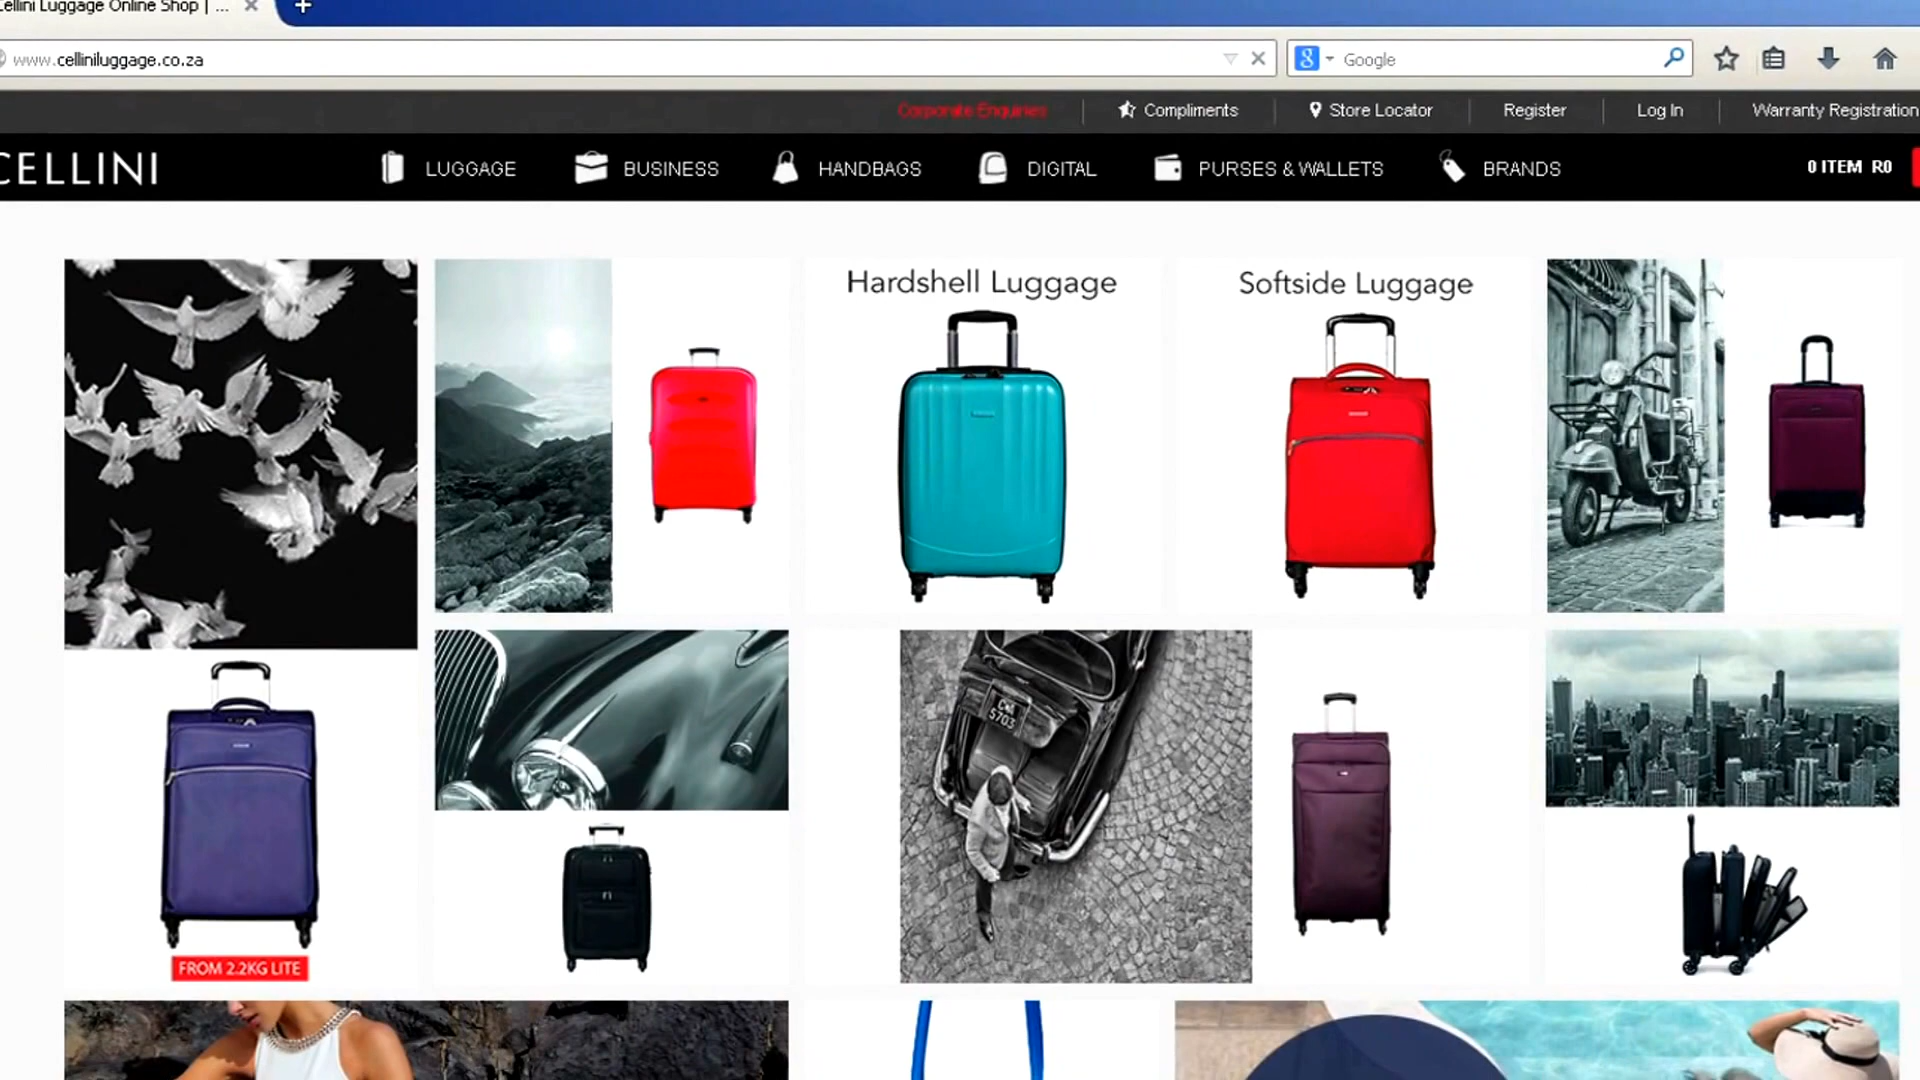 Cellini Luggage Online Shop | ...
www.celliniluggage.co.za
Google
Corporate Enquiries
Compliments
Store Locator
Register
Log In
Warranty Registration
CELLINI
LUGGAGE
BUSINESS
HANDBAGS
DIGITAL
PURSES & WALLETS
BRANDS
0 ITEM R0
Hardshell Luggage
Softside Luggage
FROM 2.2KG LITE